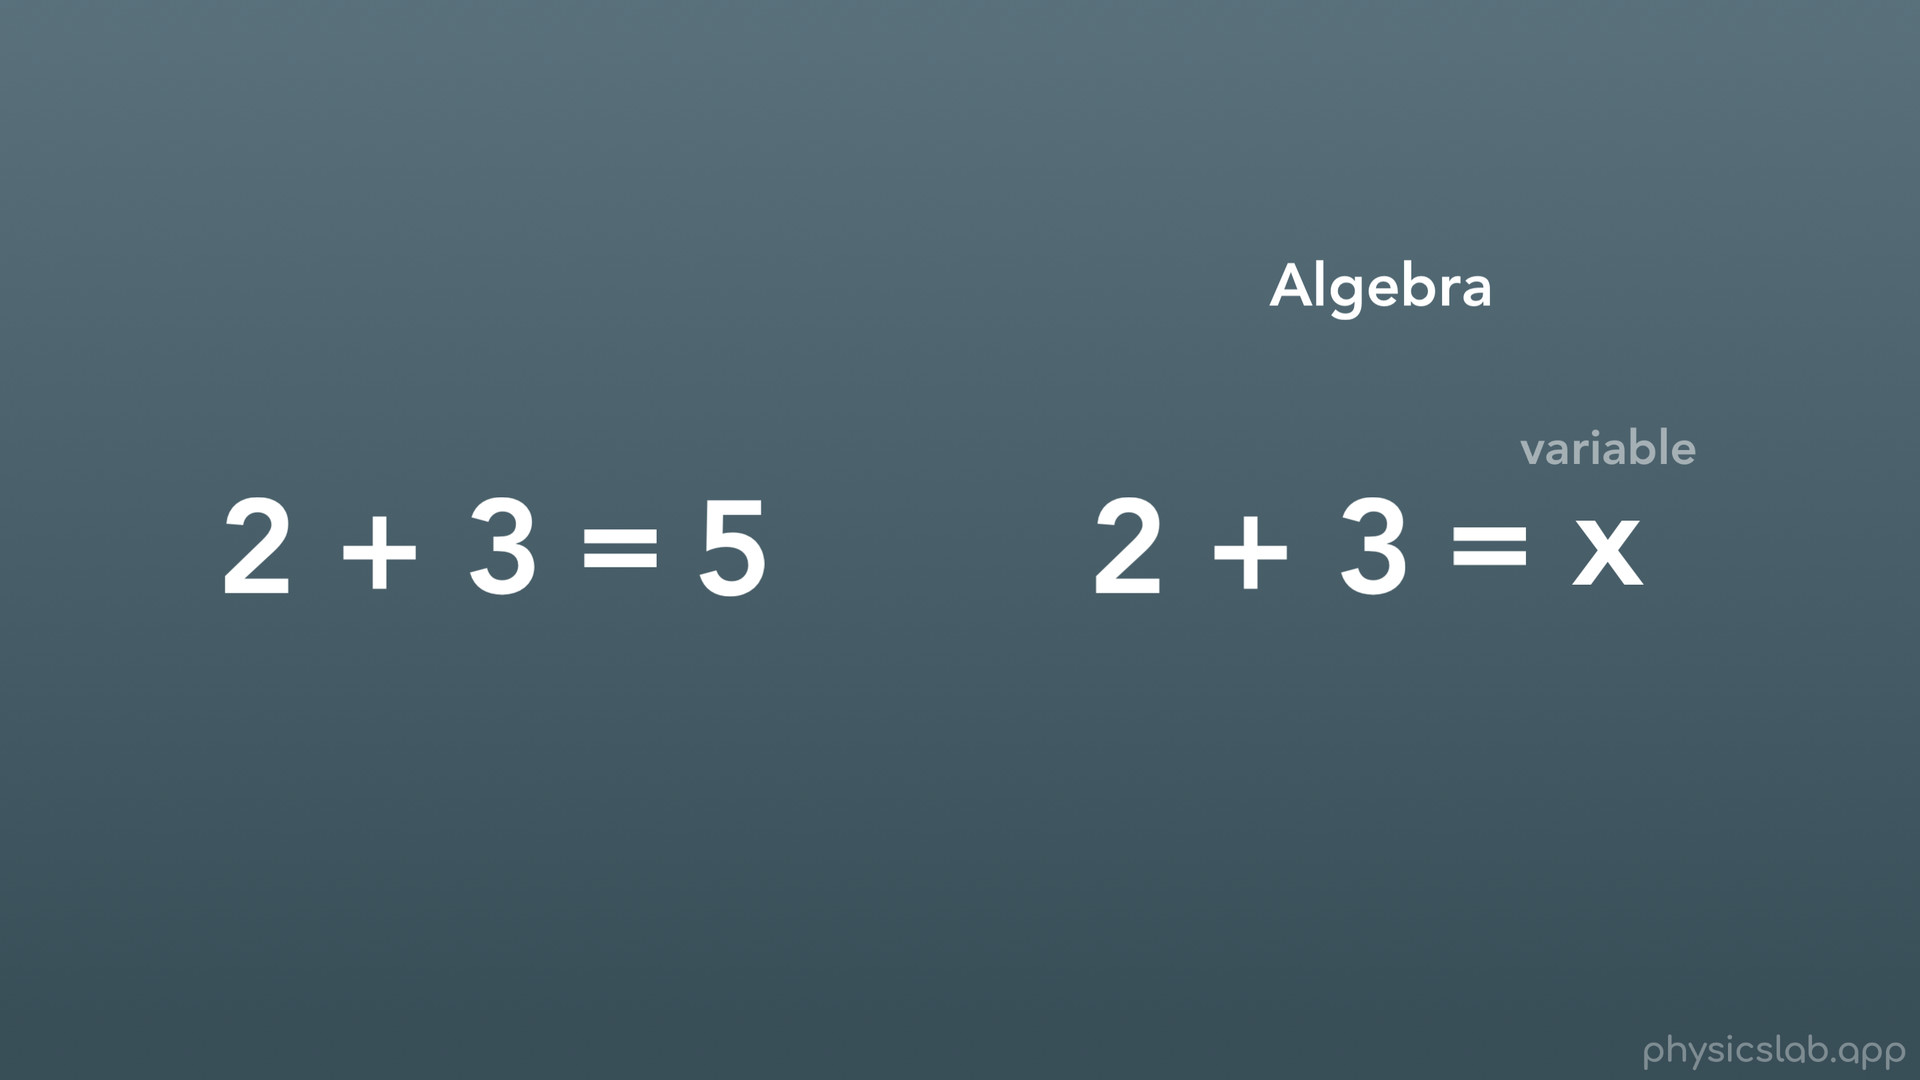 Algebra
variable
2 + 3 = 5
2 + 3 = x
physicslab.app